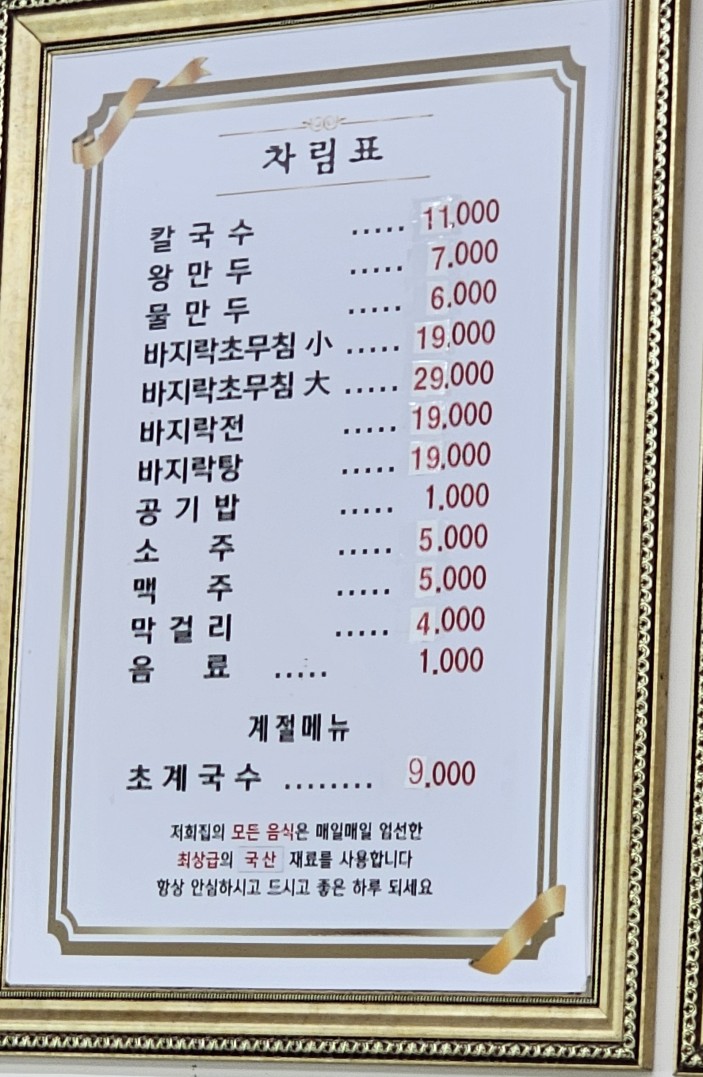 차림표
칼국수 ..... 11,000
왕만두 ..... 7.000
물만두 ..... 6.000
바지락초무침 小 ..... 19,000
바지락초무침 大 ..... 29.000
바지락전 ..... 19.000
바지락탕 ..... 19.000
공기밥 ..... 1.000
소주 ..... 5.000
맥주 ..... 5.000
막걸리 ..... 4.000
음료 ..... 1.000
계절메뉴
초계국수 ........ 9.000
저희집의 모든 음식은 매일매일 엄선한
최상급의 국산 재료를 사용합니다
항상 안심하시고 드시고 좋은 하루 되세요